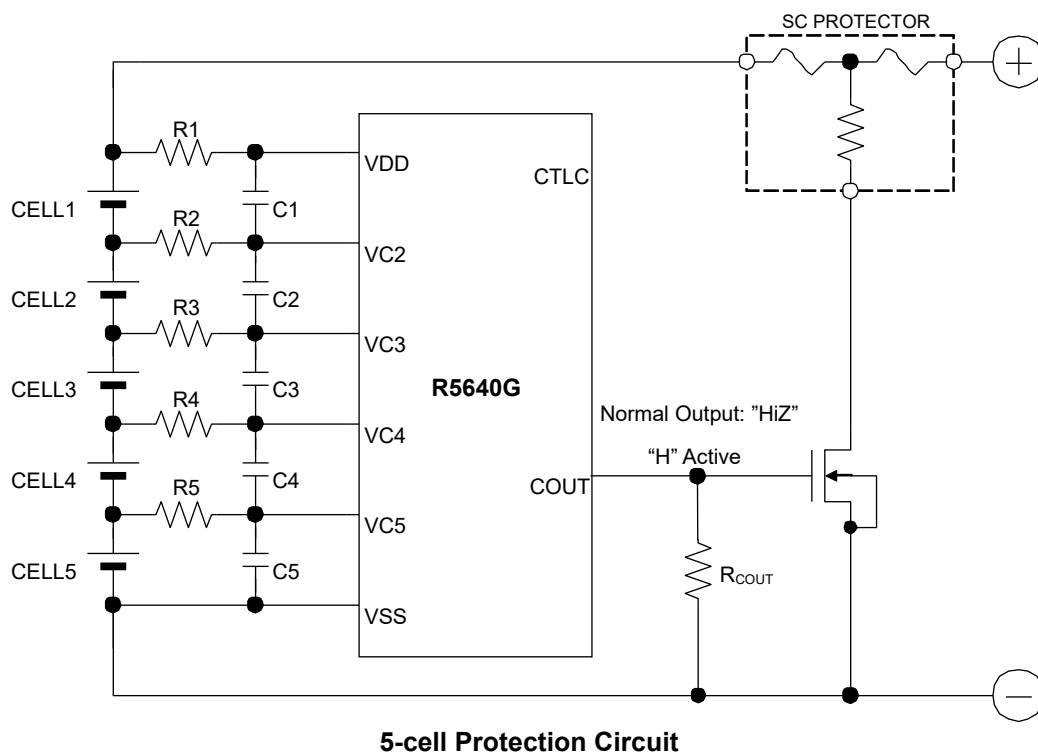 SC PROTECTOR
+
R1
VDD
CTLC
CELL1
C1
R2
VC2
CELL2
C2
R3
VC3
CELL3
C3
R5640G
R4
VC4
Normal Output: ”HiZ”
“H” Active
CELL4
C4
COUT
R5
VC5
CELL5
C5
RCOUT
VSS
−
5-cell Protection Circuit